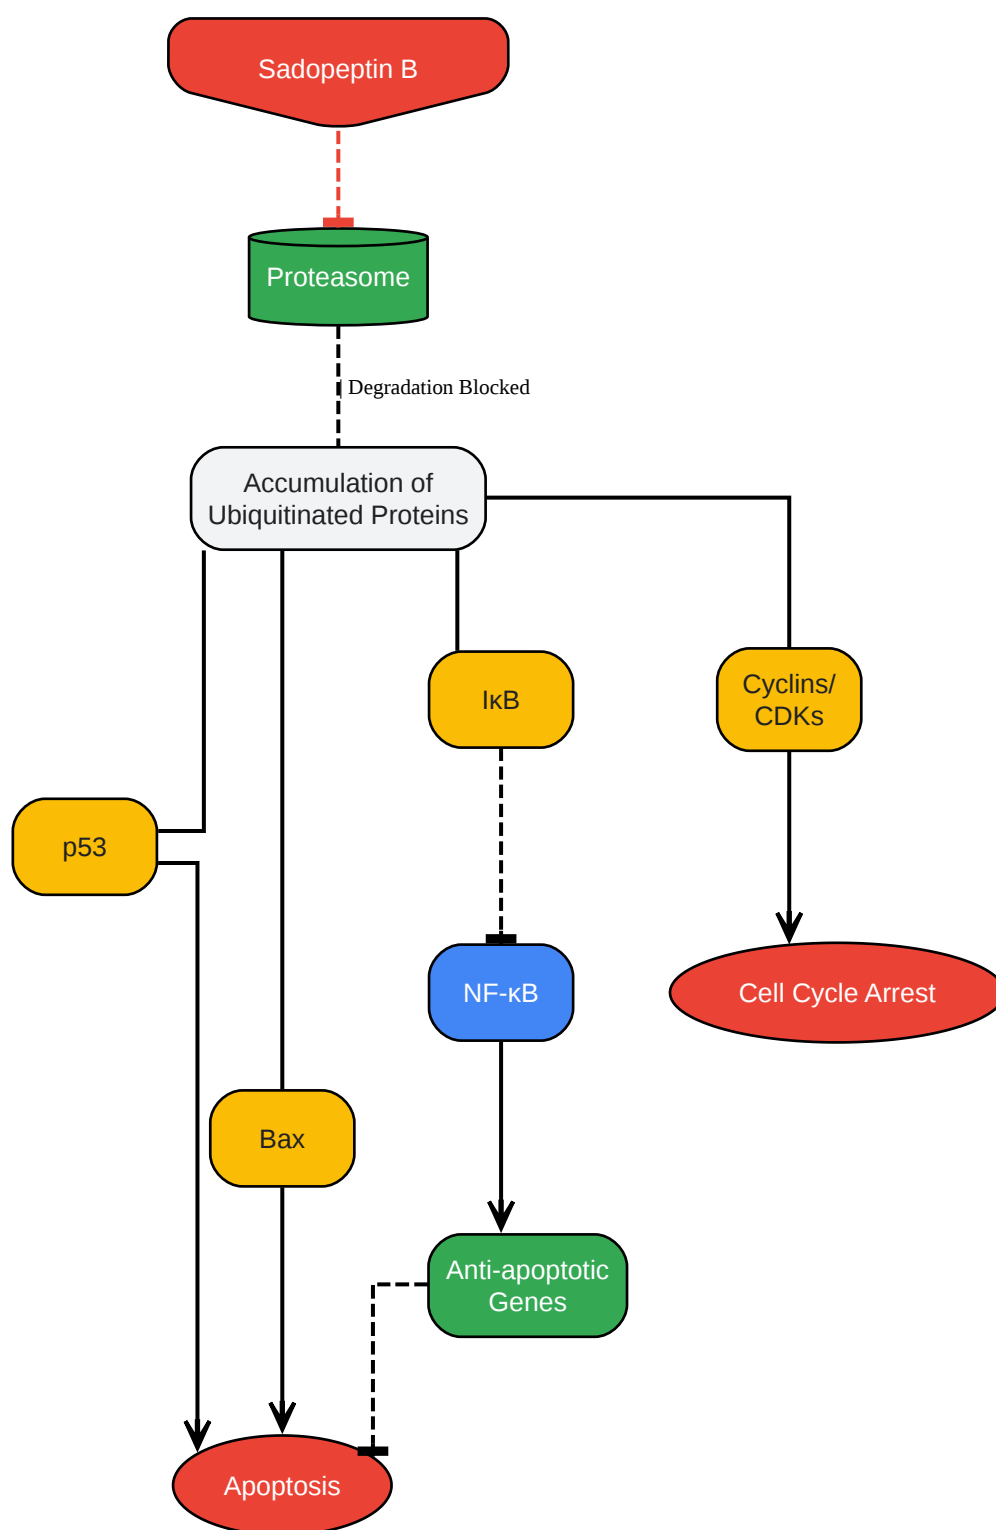 Sadopeptin B
Proteasome
Degradation Blocked
Accumulation of
Ubiquitinated Proteins
IκB
Cyclins/
CDKs
p53
NF-κB
Cell Cycle Arrest
Bax
Anti-apoptotic
Genes
Apoptosis